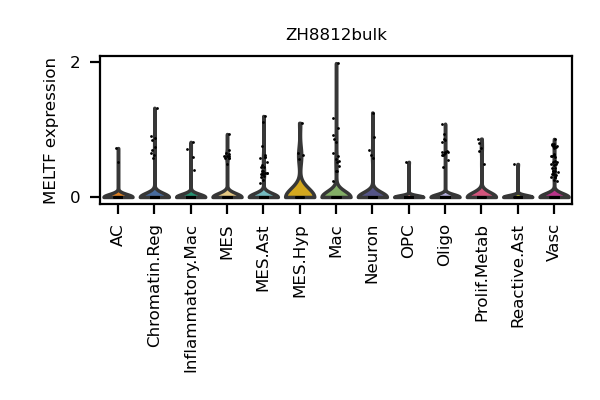 ZH8812bulk
MELTF expression
2
0
AC
Chromatin.Reg
Inflammatory.Mac
MES
MES.Ast
MES.Hyp
Mac
Neuron
OPC
Oligo
Prolif.Metab
Reactive.Ast
Vasc